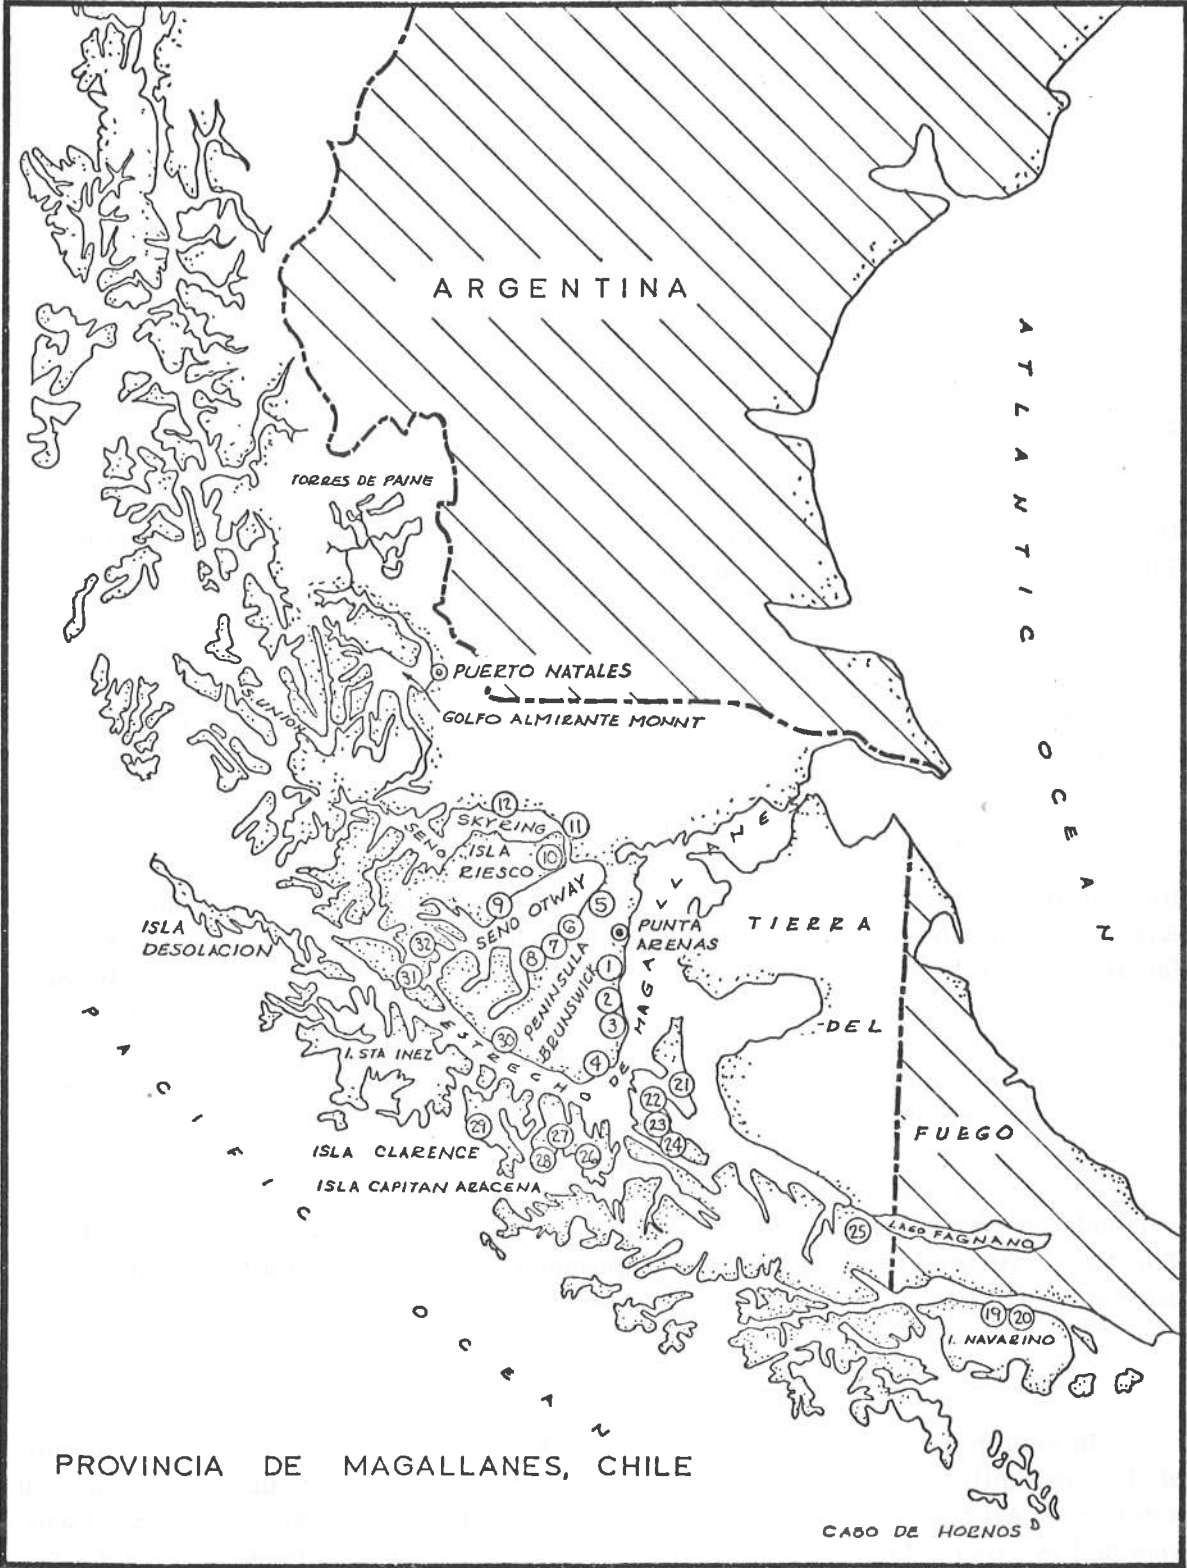 ARGENTINA
ATLANTIC OCEAN
TORRES DE PAINE
PUERTO NATALES
GOLFO ALMIRANTE MONNT
S. UNION
12
SKYRING
SENO
11
ISLA
RIESCO
10
9
SENO OTWAY
5
6
7
8
PUNTA
ARENAS
TIERRA
DEL
FUEGO
ISLA
DESOLACION
32
31
PENINSULA
BRUNSWICK
1
2
3
4
30
ESTRECHO DE MAGALLANES
I. STA INEZ
21
22
23
24
29
27
28
26
ISLA CLARENCE
ISLA CAPITAN ARACENA
25
LAGO FAGNANO
19
20
I. NAVARINO
PACIFIC OCEAN
PROVINCIA DE MAGALLANES, CHILE
CABO DE HORNOS